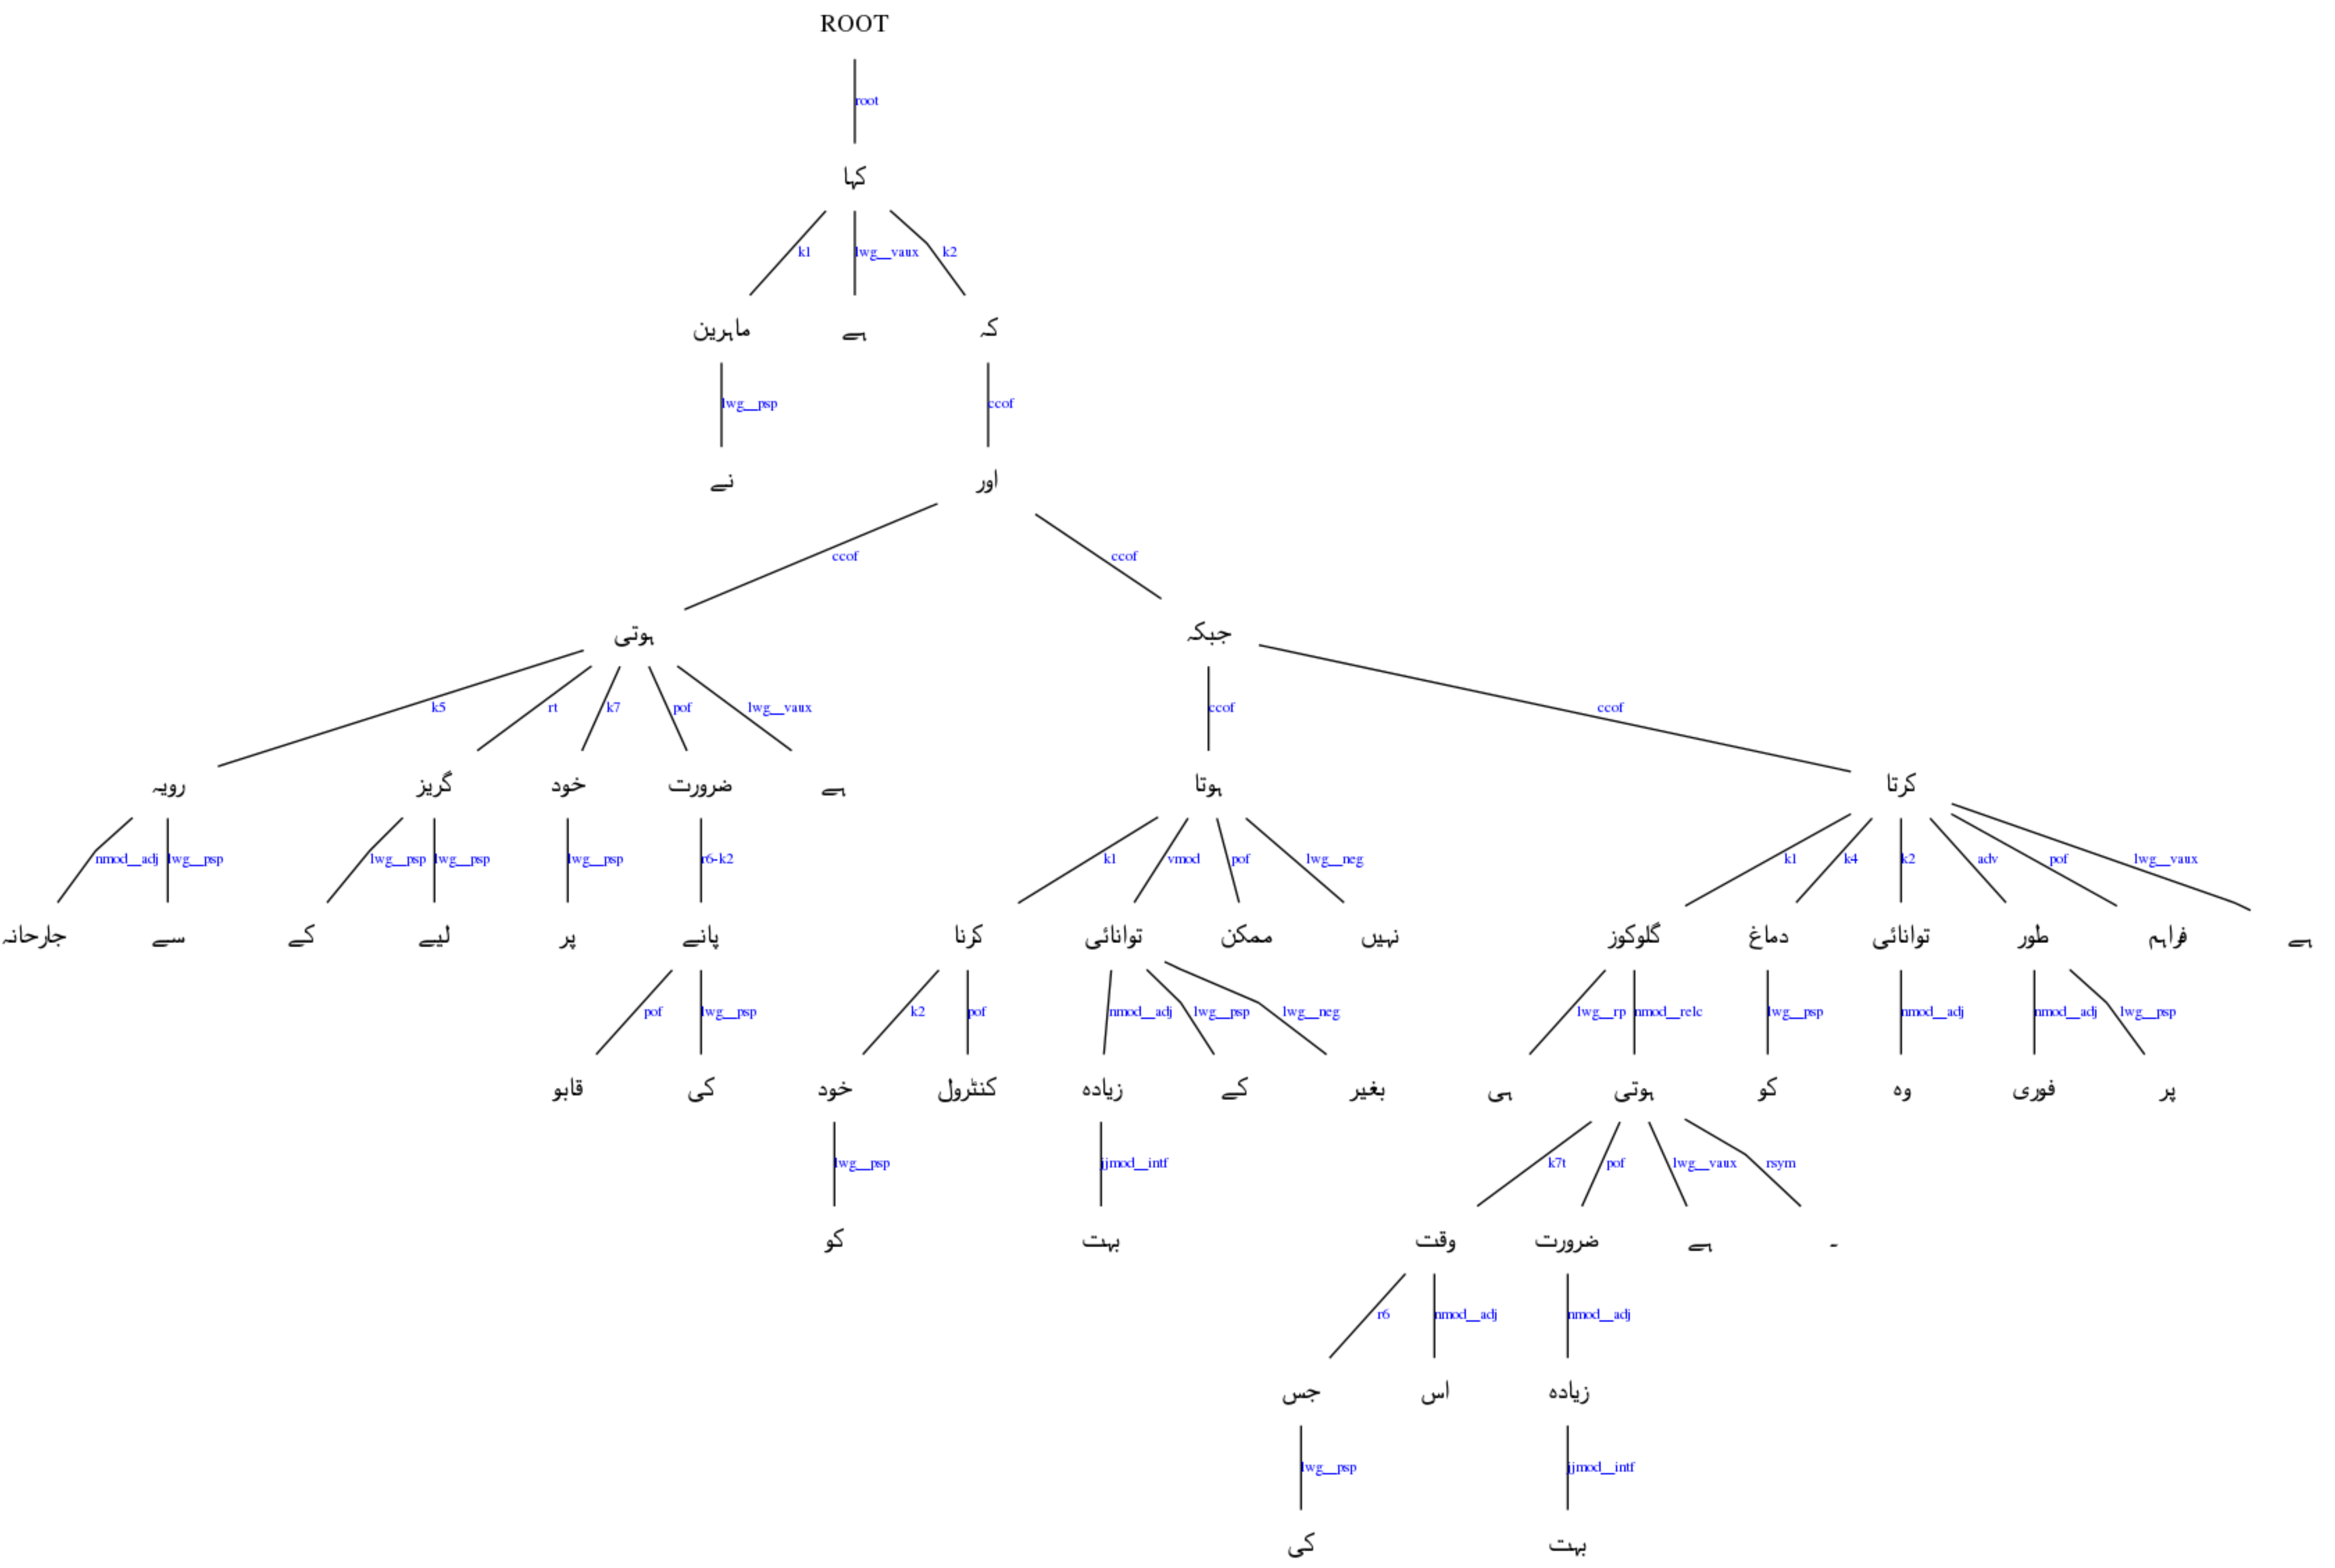 ROOT
root
کہا
k1 lwg__vaux k2
ماہرین ہے کہ
lwg__psp ccof
نے اور
ccof ccof
ہوتی جبکہ
k5 rt k7 pof lwg__vaux ccof ccof
رویہ گریز خود ضرورت ہے ہوتا کرتا
nmod__adj lwg__psp lwg__psp lwg__psp lwg__psp r6-k2 k1 vmod pof lwg__neg k1 k4 k2 adv pof lwg__vaux
جارحانہ سے کے لیے پر پانے کرنا توانائی ممکن نہیں گلوکوز دماغ توانائی طور فراہم ہے
pof lwg__psp k2 pof nmod__adj lwg__psp lwg__neg lwg__rp nmod__relc lwg__psp nmod__adj nmod__adj lwg__psp
قابو کی خود کنٹرول زیادہ کے بغیر ہی ہوتی کو وہ فوری پر
lwg__psp jjmod__intf k7t pof lwg__vaux rsym
کو بہت وقت ضرورت ہے ۔
r6 nmod__adj nmod__adj
جس اس زیادہ
lwg__psp jjmod__intf
کی بہت